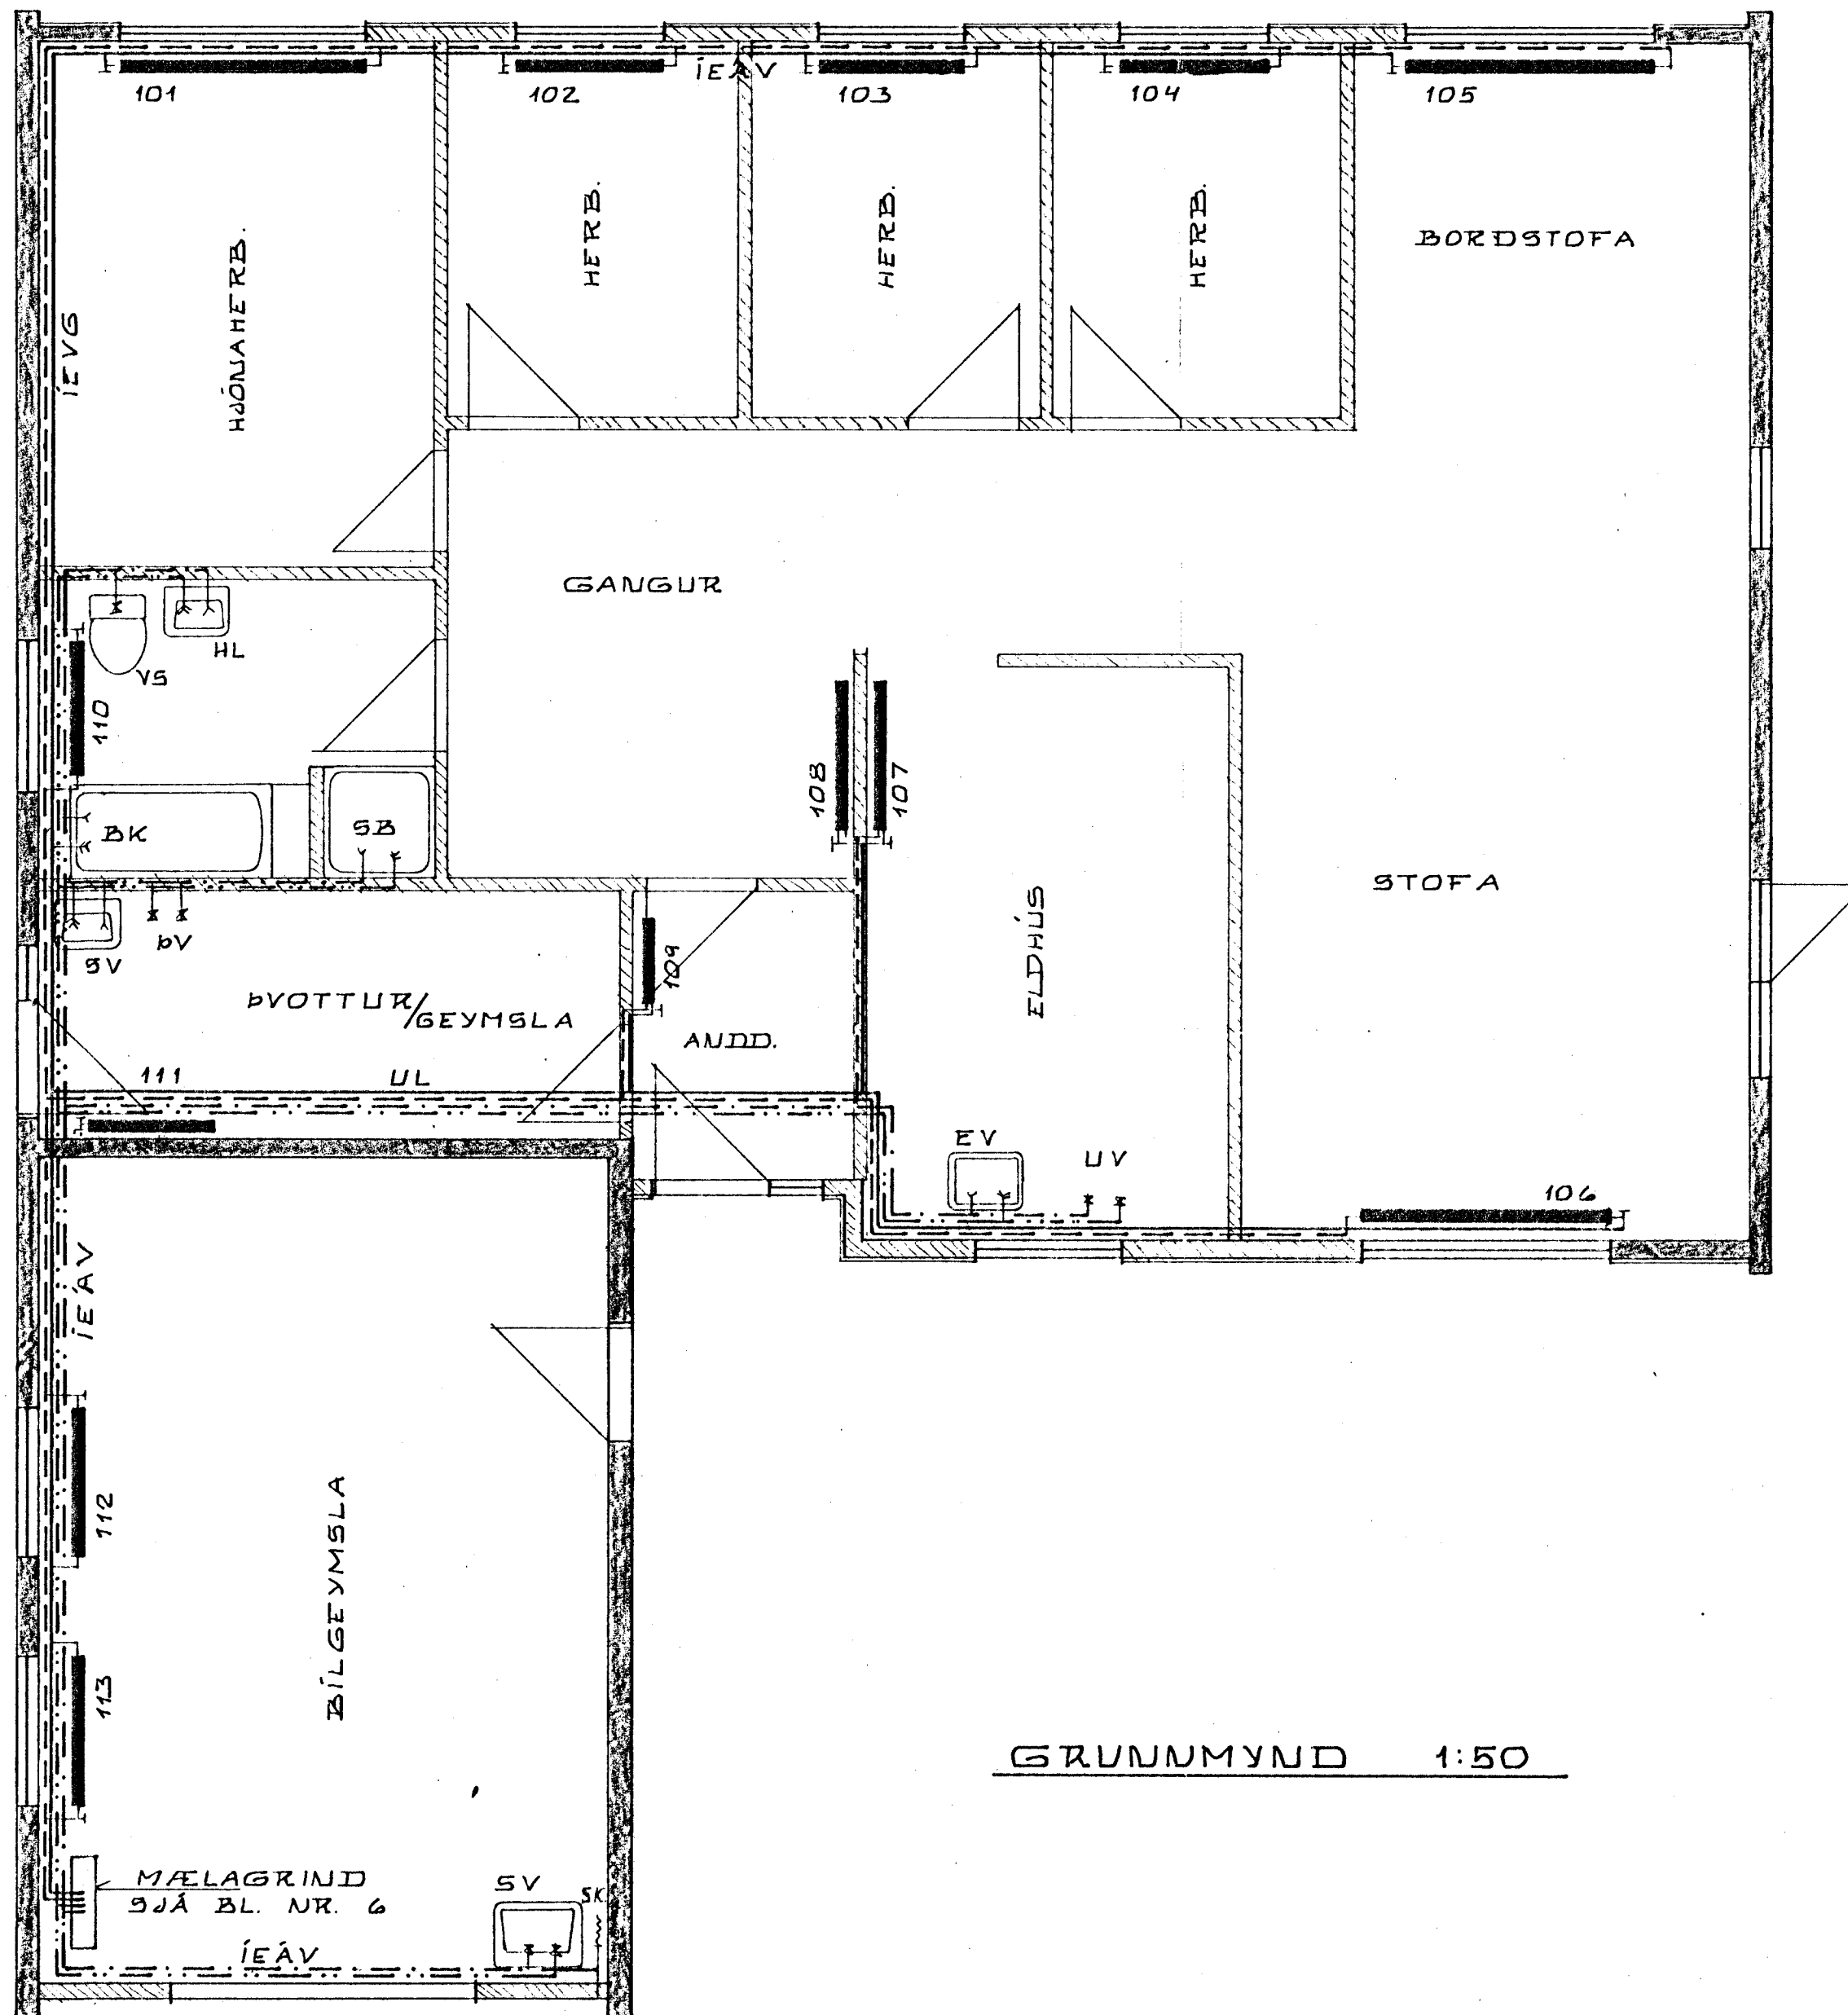 101
102
ÍEÁV
103
104
105
ÍEVG
HJÓNAHERB.
HERB.
HERB.
HERB.
BORÐSTOFA
GANGUR
VS
HL
110
BK
SB
108
107
SV
ÞV
ÞVOTTUR/GEYMSLA
109
ANDD.
ELDHÚS
STOFA
111
UL
EV
UV
106
ÍEÁV
112
BÍLGEYMSLA
113
MÆLAGRIND
SJÁ BL. NR. 6
SV
SK
ÍEÁV
GRUNNMYND 1:50